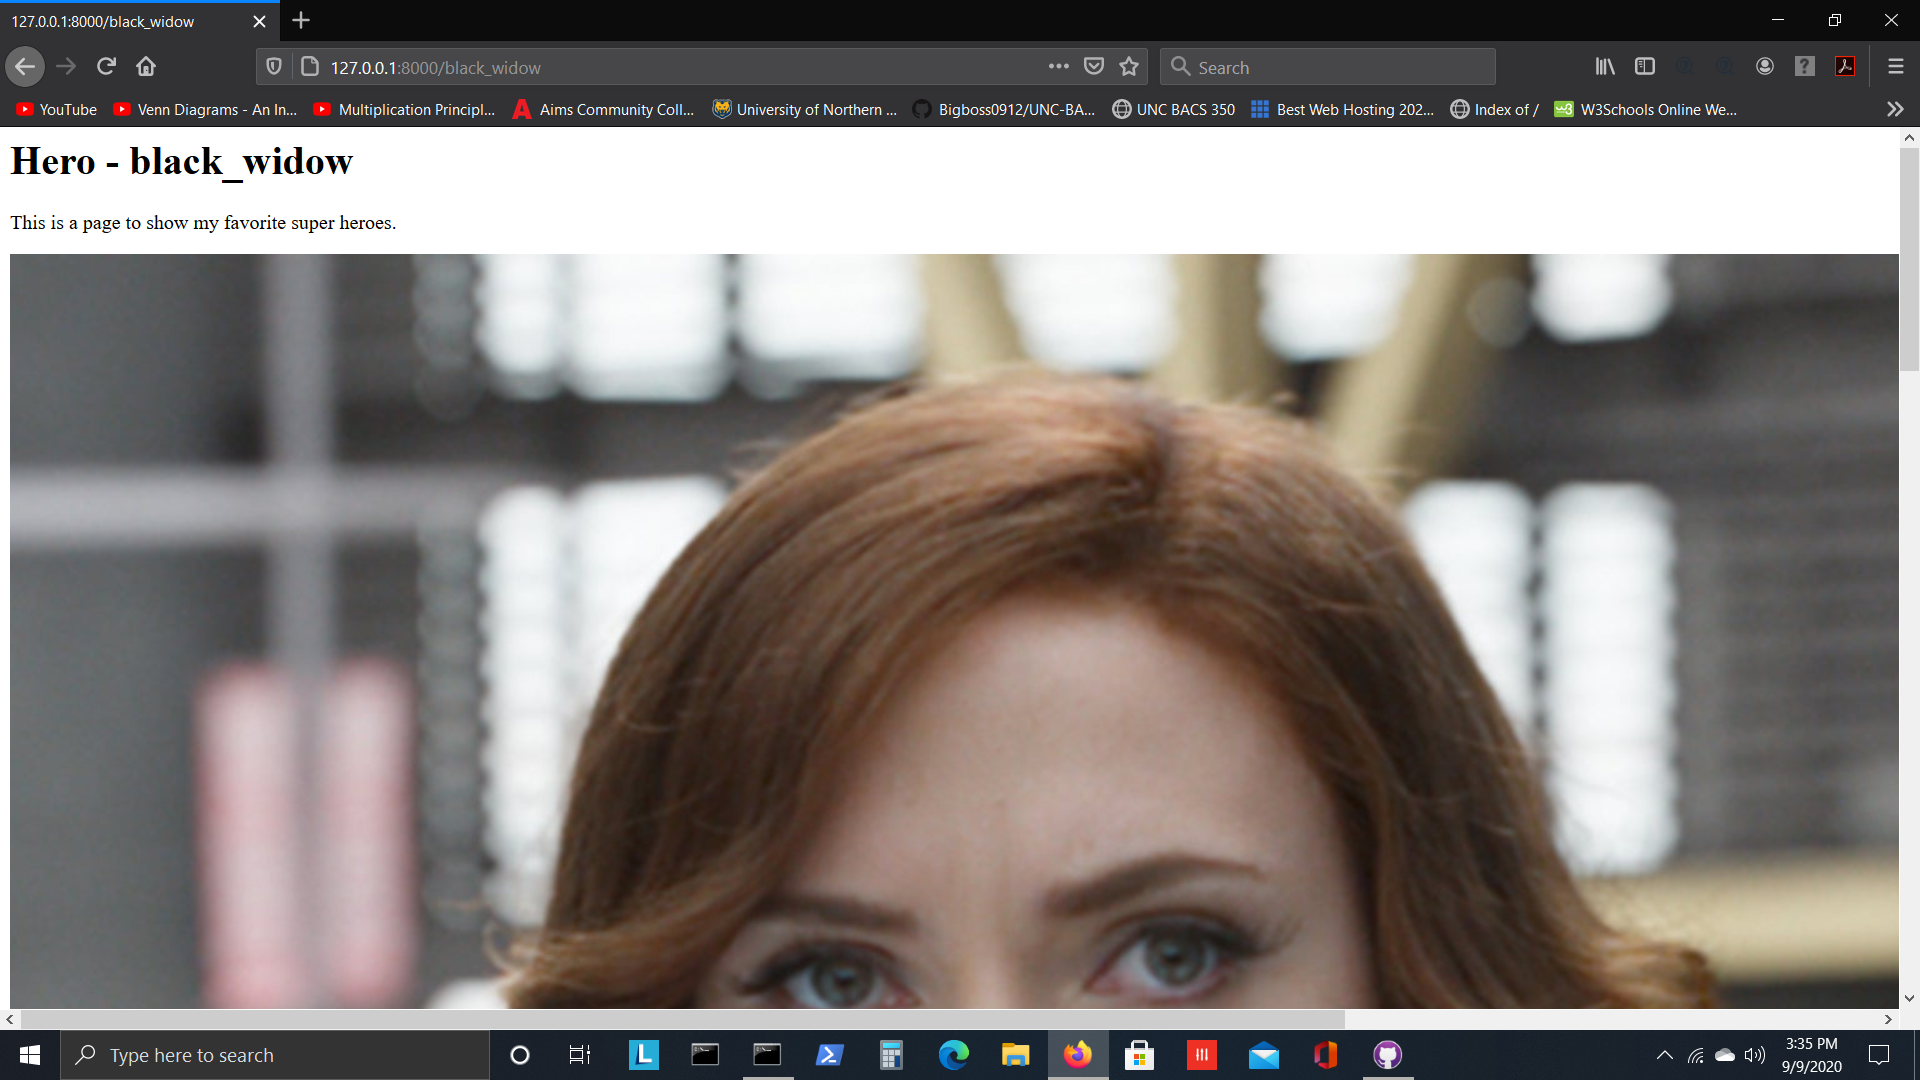 127.0.0.1:8000/black_widow
127.0.0.1:8000/black_widow
Search
YouTube Venn Diagrams - An In... Multiplication Principl... Aims Community Coll... University of Northern ... Bigboss0912/UNC-BA... UNC BACS 350 Best Web Hosting 202... Index of / W3Schools Online We...
Hero - black_widow
This is a page to show my favorite super heroes.
Type here to search
3:35 PM
9/9/2020